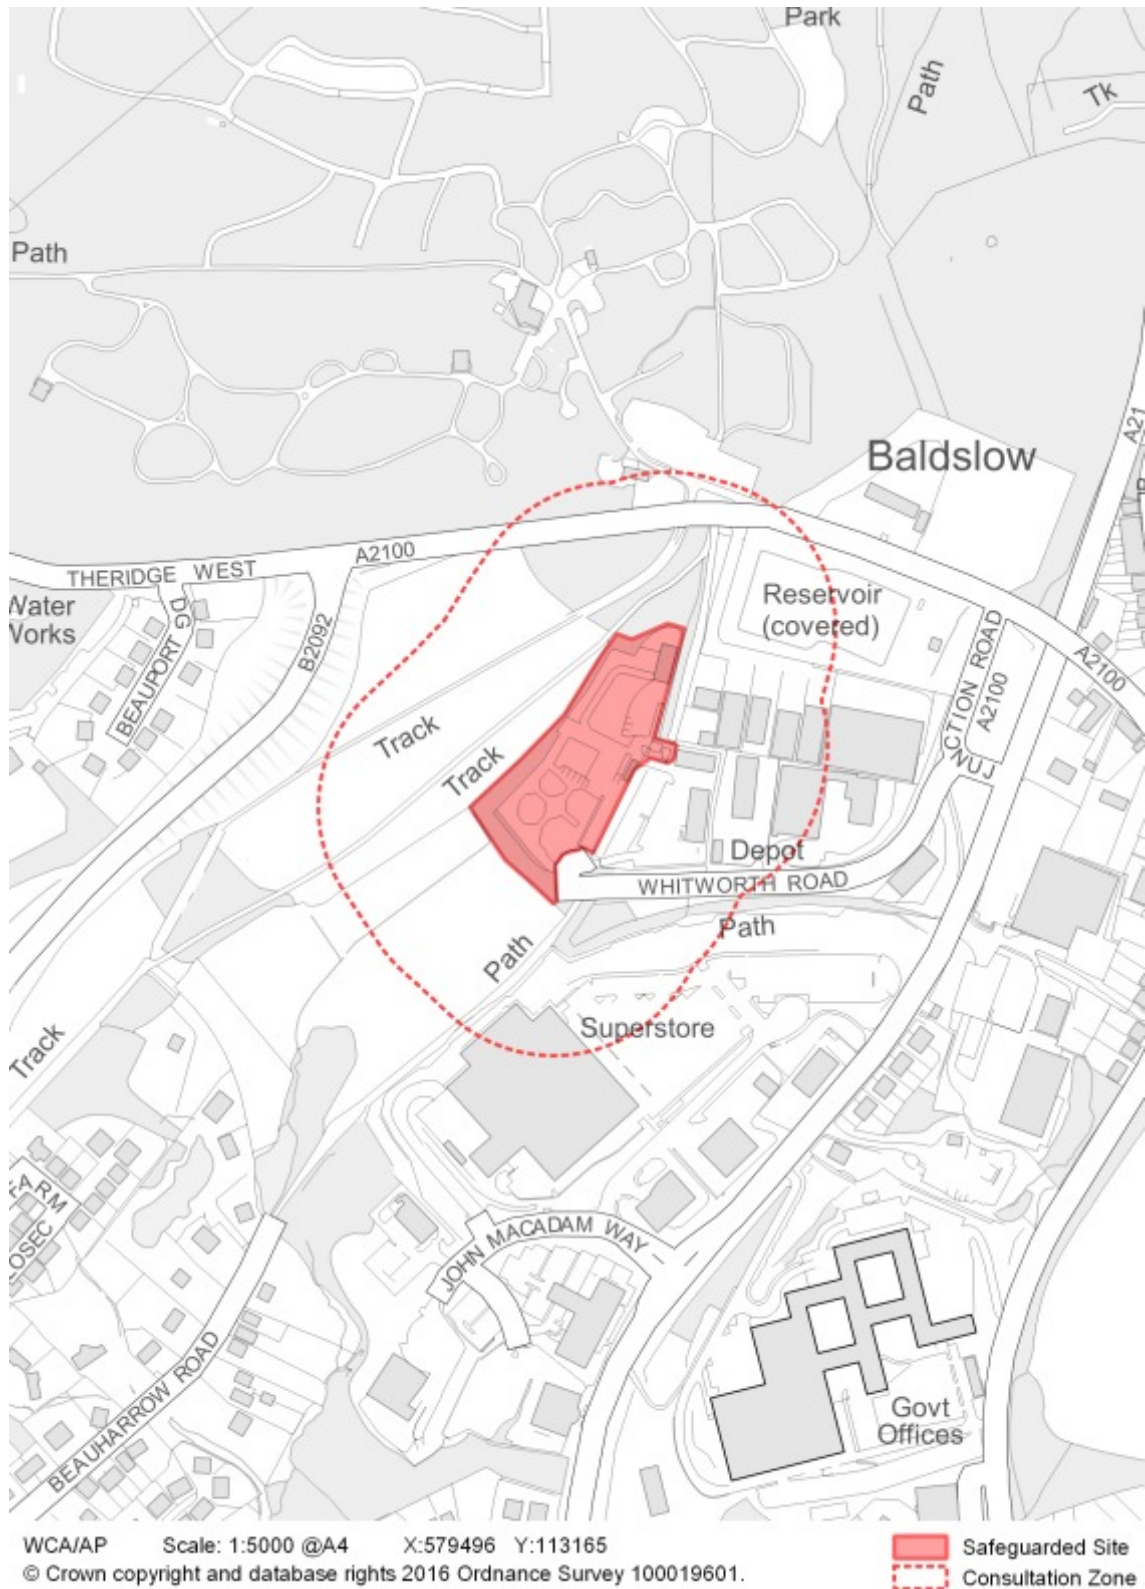 Park
Path
Tk
Path
Baldslow
A21
A2100
THERIDGE WEST
Water
Works
DG
BEAUPORT
B2092
Reservoir
(covered)
A2100
CTION ROAD
A2100
JUN
Track
Track
Depot
WHITWORTH ROAD
Path
Path
Superstore
Track
FARM
LOSEC
JOHN MACADAM WAY
BEAUHARROW ROAD
Govt
Offices
WCA/AP Scale: 1:5000 @A4 X:579496 Y:113165
© Crown copyright and database rights 2016 Ordnance Survey 100019601.
Safeguarded Site
Consultation Zone